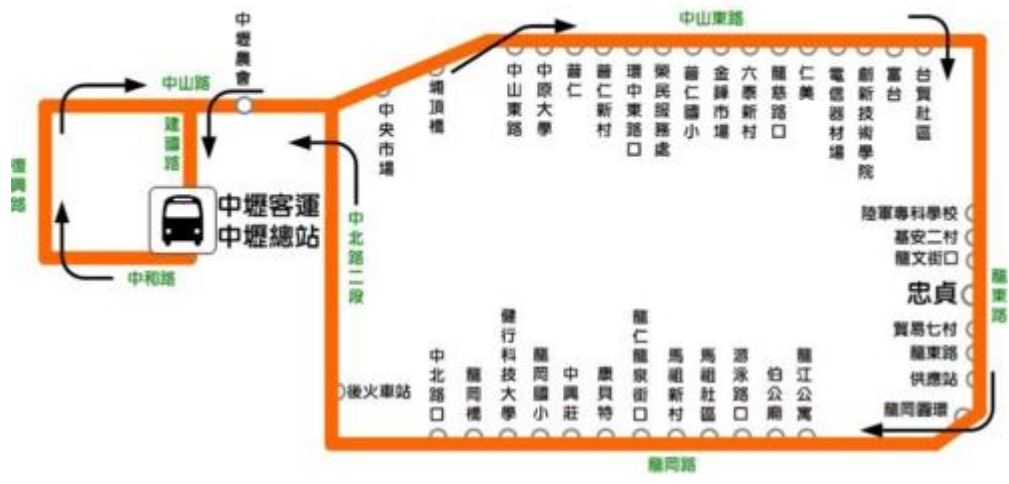 中山東路
中壢農會
中山路
建國路
復興路
中壢客運
中壢總站
中和路
中北路二段
中央市場
埔頂橋
中山東路
中原大學
普仁
普仁新村
環中東路口
榮民服務處
普仁國小
金鋒市場
六泰新村
龍慈路口
仁美
電信器材場
創新技術學院
富台
台貿社區
陸軍專科學校
基安二村
龍文街口
忠貞
龍東路
貿易七村
龍東路
供應站
龍岡圓環
後火車站
中北路口
龍岡橋
健行科技大學
龍岡國小
中興莊
康貝特
龍仁龍泉街口
馬祖新村
馬祖社區
游泳路口
伯公廟
龍江公寓
龍岡路